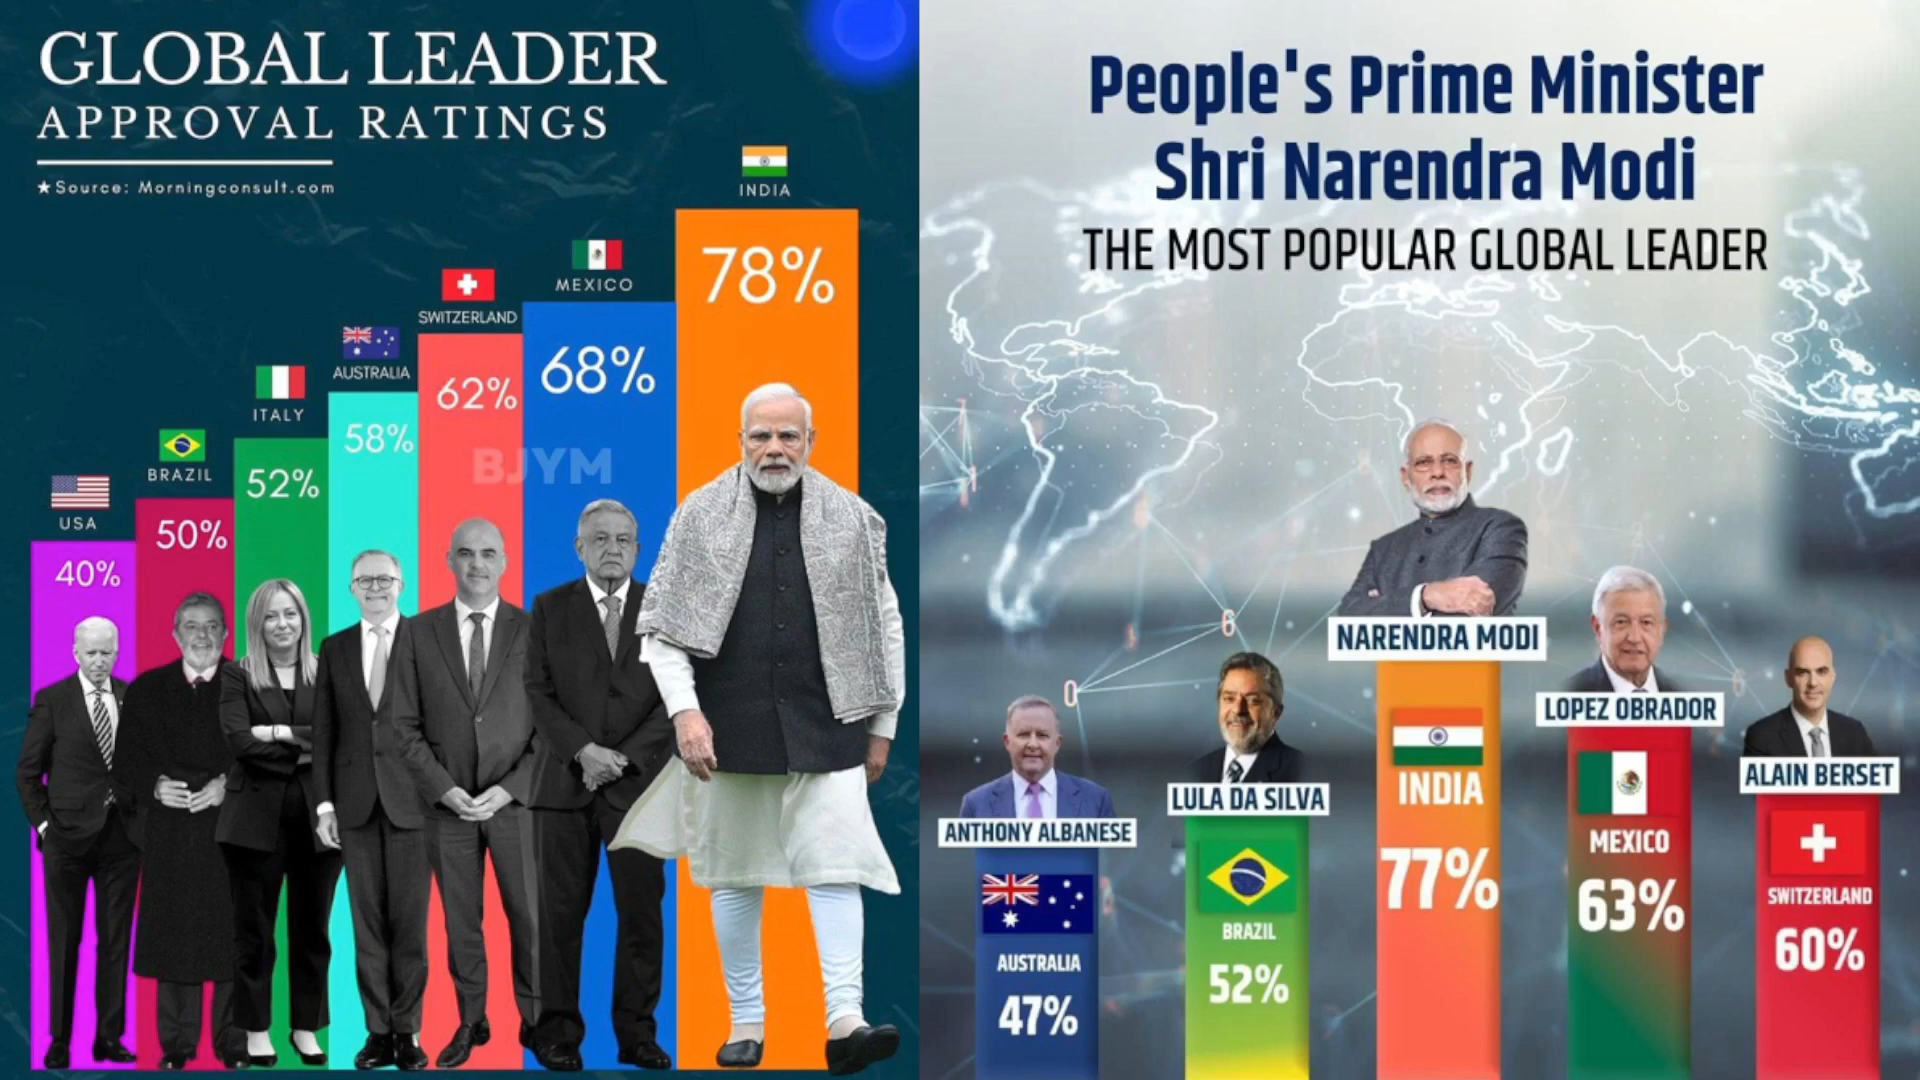 GLOBAL LEADER
APPROVAL RATINGS
★Source: Morningconsult.com
USA
40%
BRAZIL
50%
ITALY
52%
AUSTRALIA
58%
SWITZERLAND
62%
MEXICO
68%
INDIA
78%
BJYM
People's Prime Minister
Shri Narendra Modi
THE MOST POPULAR GLOBAL LEADER
ANTHONY ALBANESE
AUSTRALIA
47%
LULA DA SILVA
BRAZIL
52%
NARENDRA MODI
INDIA
77%
LOPEZ OBRADOR
MEXICO
63%
ALAIN BERSET
SWITZERLAND
60%